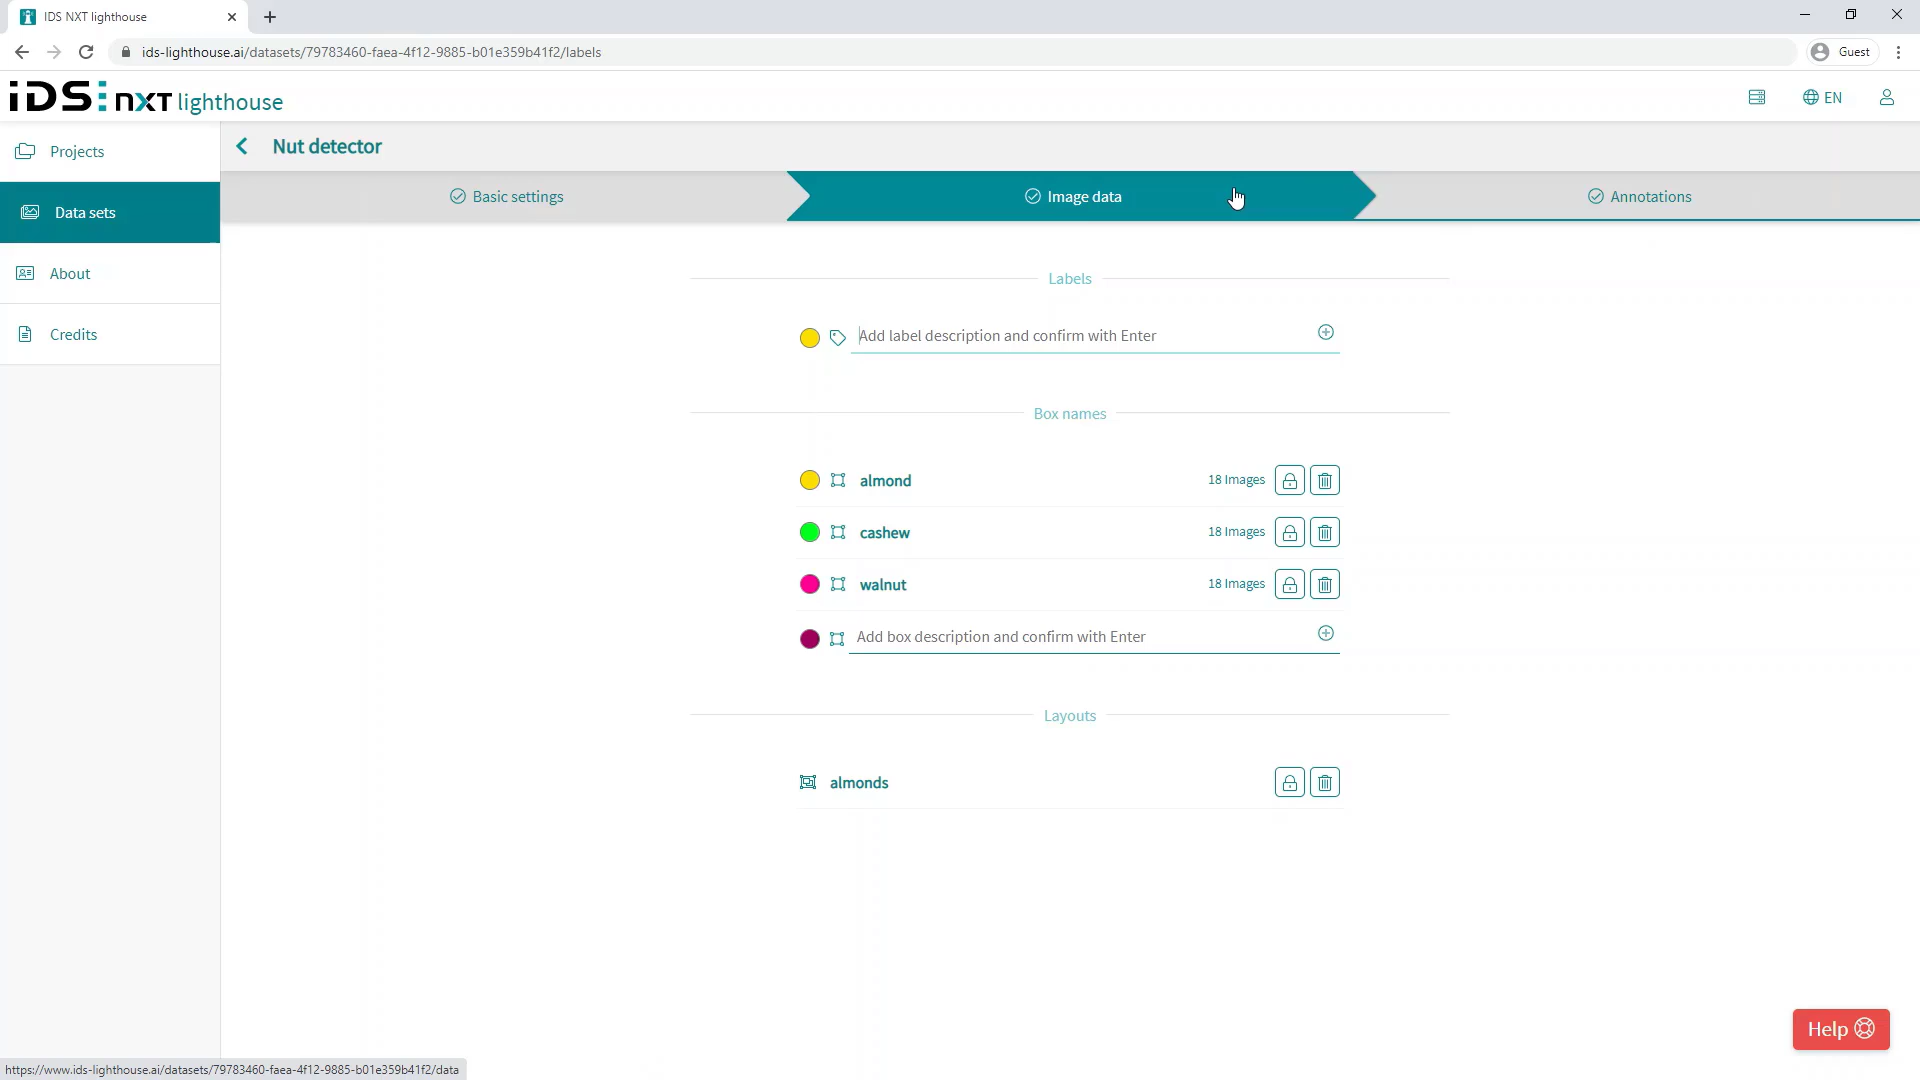 IDS NXT lighthouse
ids-lighthouse.ai/datasets/79783460-faea-4f12-9885-b01e359b41f2/labels
Guest
iDS:nxt lighthouse
EN
Projects
Data sets
About
Credits
Nut detector
Basic settings
Image data
Annotations
Labels
Add label description and confirm with Enter
Box names
almond
18 Images
cashew
18 Images
walnut
18 Images
Add box description and confirm with Enter
Layouts
almonds
Help
https://www.ids-lighthouse.ai/datasets/79783460-faea-4f12-9885-b01e359b41f2/data